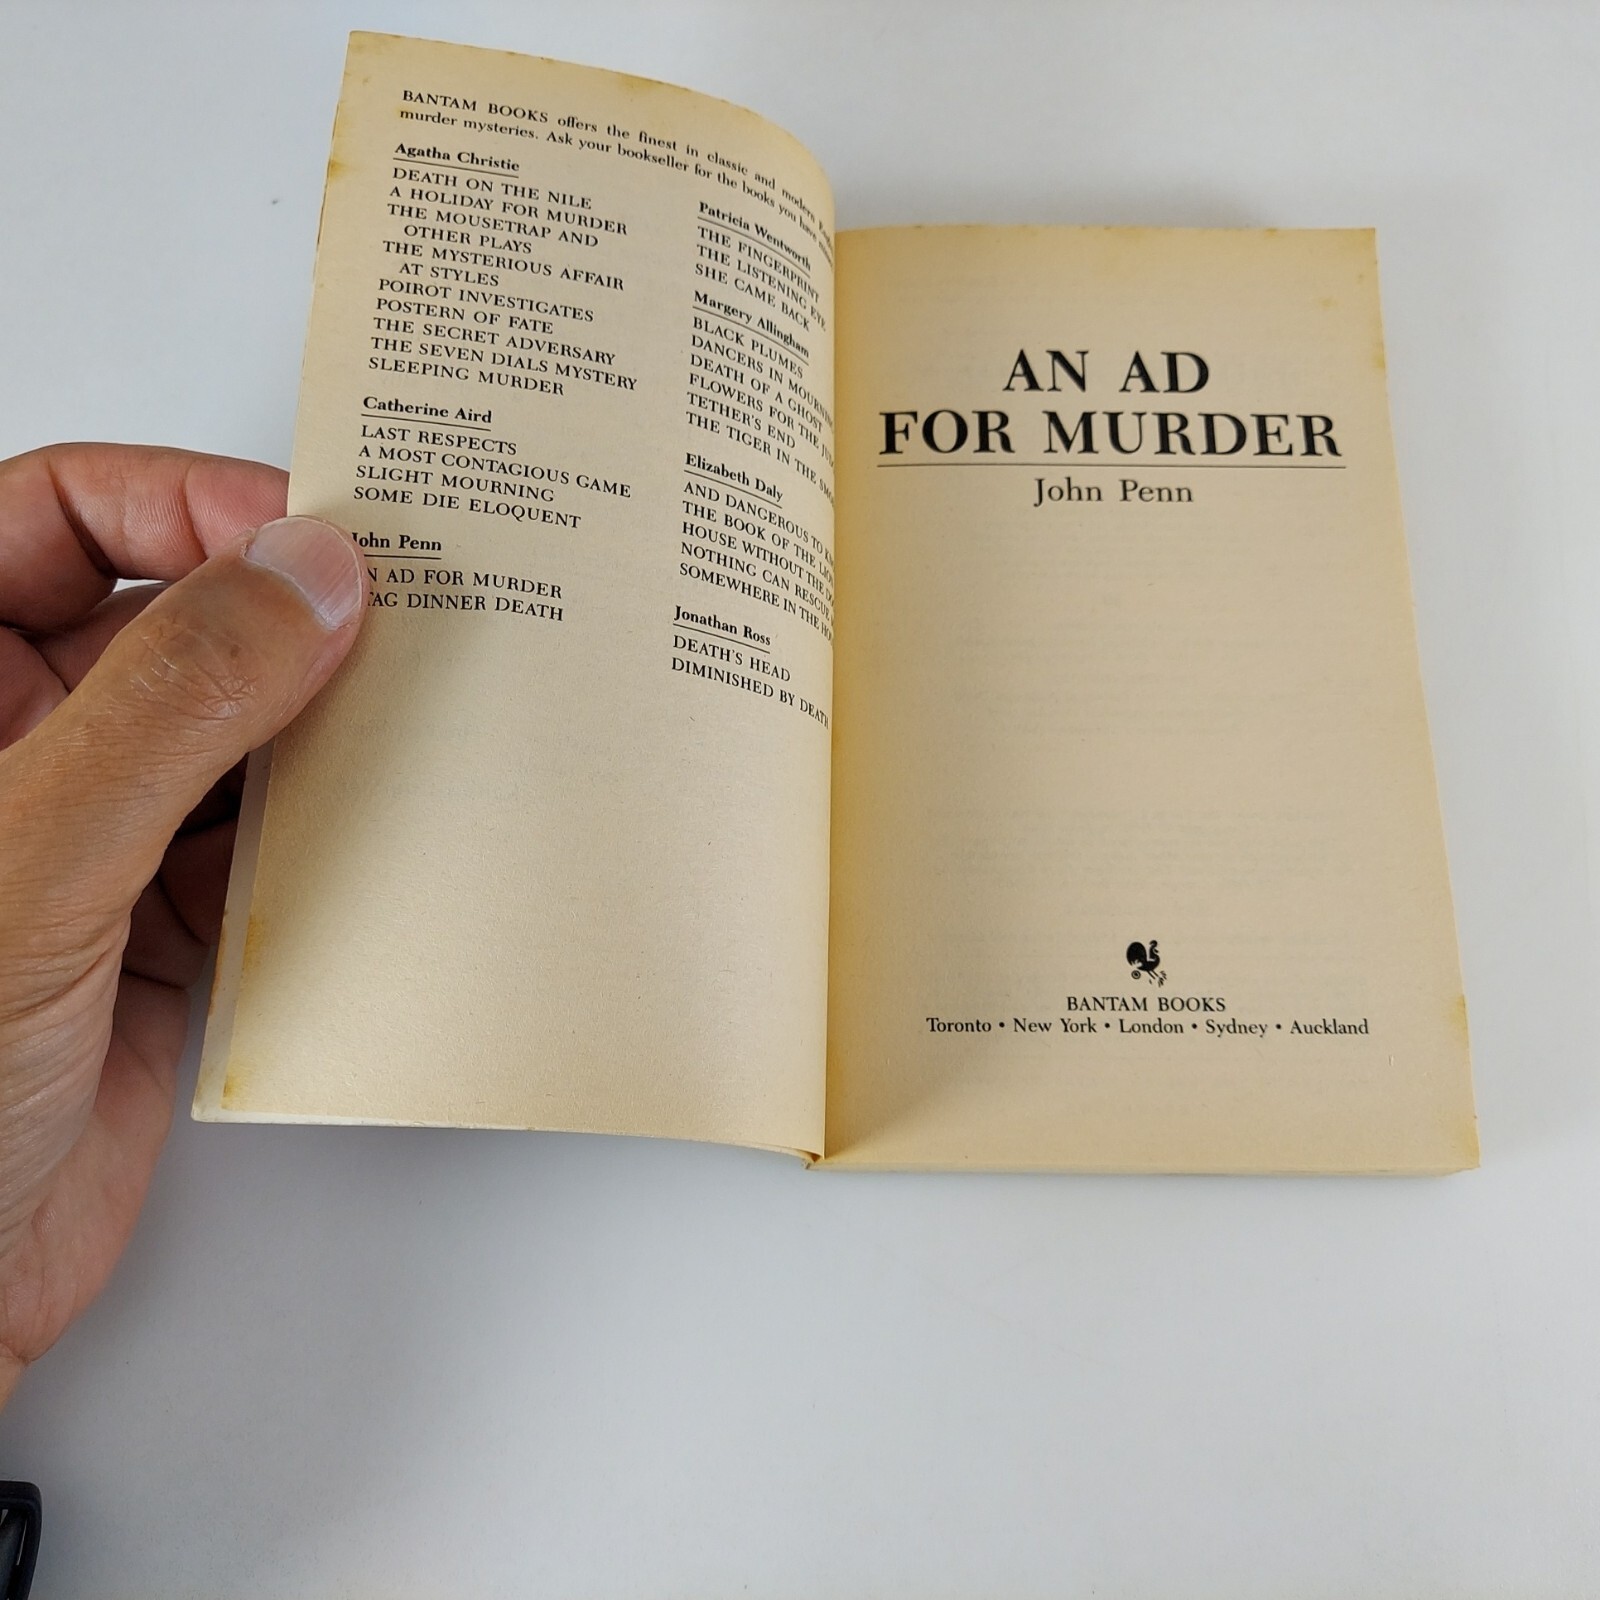 BANTAM BOOKS offers the finest in classic and modern
murder mysteries. Ask your bookseller for the books you have
Agatha Christie
DEATH ON THE NILE
A HOLIDAY FOR MURDER
THE MOUSETRAP AND
OTHER PLAYS
THE MYSTERIOUS AFFAIR
AT STYLES
POIROT INVESTIGATES
POSTERN OF FATE
THE SECRET ADVERSARY
THE SEVEN DIALS MYSTERY
SLEEPING MURDER
Catherine Aird
LAST RESPECTS
A MOST CONTAGIOUS GAME
SLIGHT MOURNING
SOME DIE ELOQUENT
John Penn
AD FOR MURDER
DINNER DEATH
Patricia Wentworth
THE FINGERPRINT
THE LISTENING EYE
SHE CAME BACK
Margery Allingham
BLACK PLUMES
DANCERS IN MOURNING
DEATH OF A GHOST
FLOWERS FOR THE
TETHER'S END
THE TIGER IN THE
Elizabeth Daly
AND DANGEROUS TO
THE BOOK OF THE
HOUSE WITHOUT THE
NOTHING CAN RESCUE
SOMEWHERE IN THE
Jonathan Ross
DEATH'S HEAD
DIMINISHED BY DEATH
AN AD
FOR MURDER
John Penn
BANTAM BOOKS
Toronto • New York • London • Sydney • Auckland